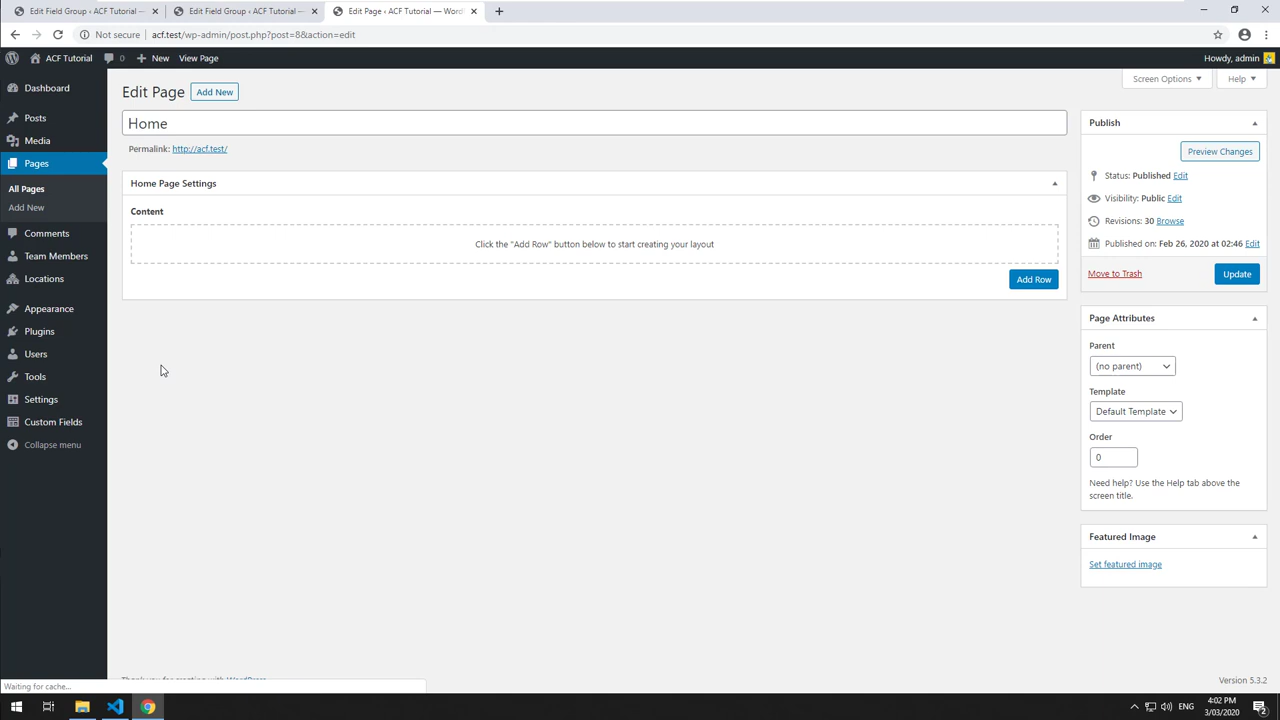 Edit Field Group ‹ ACF Tutorial —
Edit Field Group ‹ ACF Tutorial —
Edit Page ‹ ACF Tutorial — Word
Not secure
acf.test/wp-admin/post.php?post=8&action=edit
ACF Tutorial
0
New
View Page
Howdy, admin
Dashboard
Posts
Media
Pages
All Pages
Add New
Comments
Team Members
Locations
Appearance
Plugins
Users
Tools
Settings
Custom Fields
Collapse menu
Screen Options
Help
Edit Page
Add New
Home
Permalink: http://acf.test/
Home Page Settings
Content
Click the "Add Row" button below to start creating your layout
Add Row
Publish
Preview Changes
Status: Published Edit
Visibility: Public Edit
Revisions: 30 Browse
Published on: Feb 26, 2020 at 02:46 Edit
Move to Trash
Update
Page Attributes
Parent
(no parent)
Template
Default Template
Order
0
Need help? Use the Help tab above the
screen title.
Featured Image
Set featured image
Thank you for creating with WordPress
Version 5.3.2
Waiting for cache...
ENG
4:02 PM
3/03/2020
2